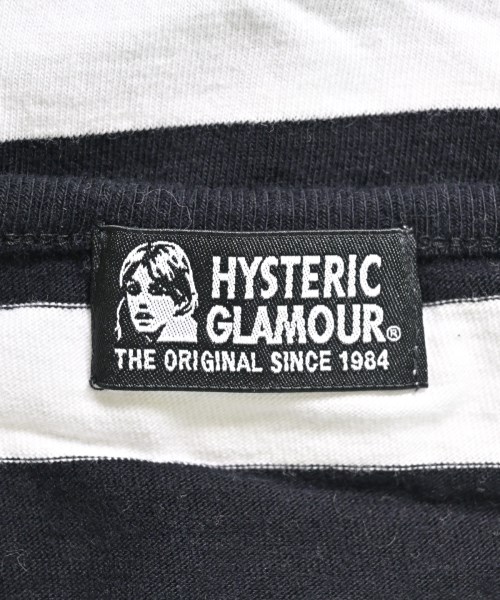 HYSTERIC
GLAMOUR®
THE ORIGINAL SINCE 1984